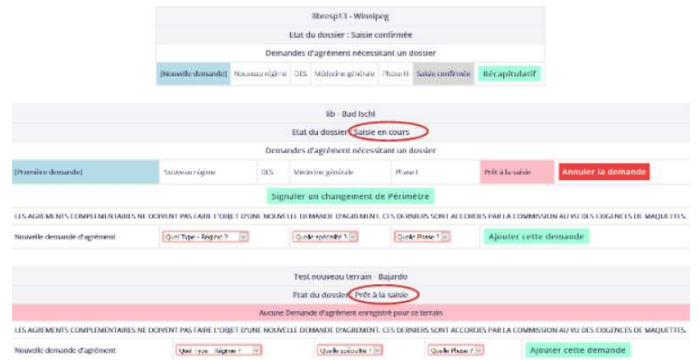 libresp13 - Winnipeg
Etat du dossier : Saisie confirmée
Demandes d'agrément nécessitant un dossier
[Nouvelle demande] Nouveau régime DES Médecine générale Phase II Saisie confirmée Récapitulatif
lib - Bad Ischl
Etat du dossier Saisie en cours
Demandes d'agrément nécessitant un dossier
[Première demande] Nouveau régime DES Médecine générale Phase I Prêt à la saisie Annuler la demande
Signaler un changement de Périmètre
LES AGREMENTS COMPLEMENTAIRES NE DOIVENT PAS FAIRE L'OBJET D'UNE NOUVELLE DEMANDE D'AGREMENT. CES DERNIERS SONT ACCORDES PAR LA COMMISSION AU VU DES EXIGENCES DE MAQUETTES.
Nouvelle demande d'agrément Quel Type - Régime ? Quelle spécialité ? Quelle Phase ? Ajouter cette demande
Test nouveau terrain - Bajardo
Etat du dossier Prêt à la saisie
Aucune Demande d'agrément enregistré pour ce terrain
LES AGREMENTS COMPLEMENTAIRES NE DOIVENT PAS FAIRE L'OBJET D'UNE NOUVELLE DEMANDE D'AGREMENT. CES DERNIERS SONT ACCORDES PAR LA COMMISSION AU VU DES EXIGENCES DE MAQUETTES.
Nouvelle demande d'agrément Quel Type - Régime ? Quelle spécialité ? Quelle Phase ? Ajouter cette demande